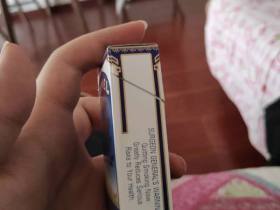 SURGEON GENERAL'S WARNING
Quitting Smoking Now
Greatly Reduces Serious
Risks to Your Health.